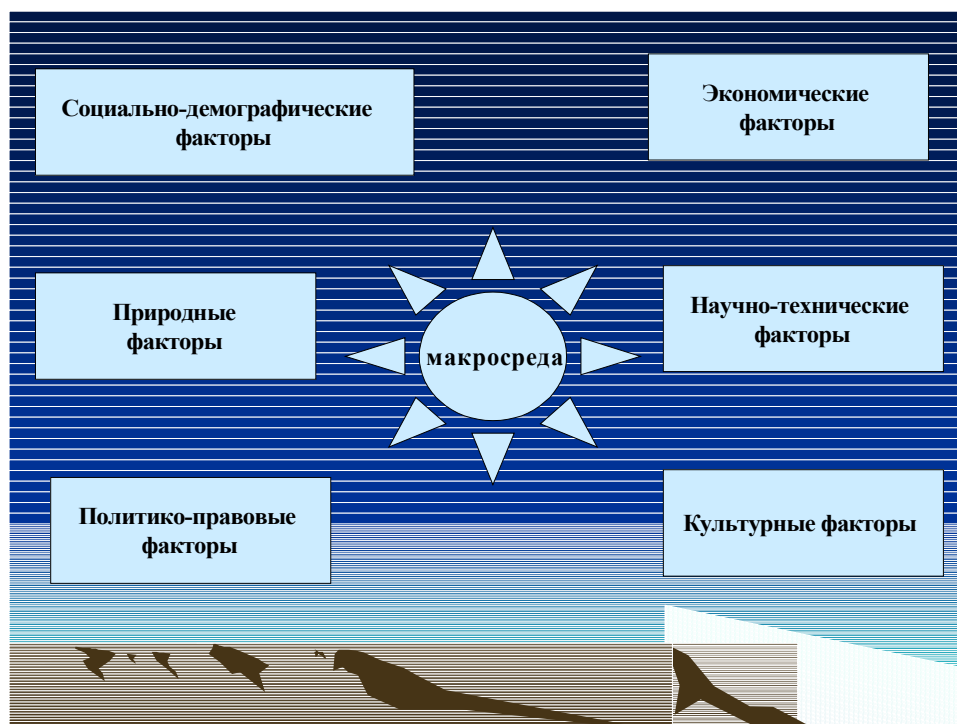 Социально-демографические
факторы
Экономические
факторы
Природные
факторы
макросреда
Научно-технические
факторы
Политико-правовые
факторы
Культурные факторы